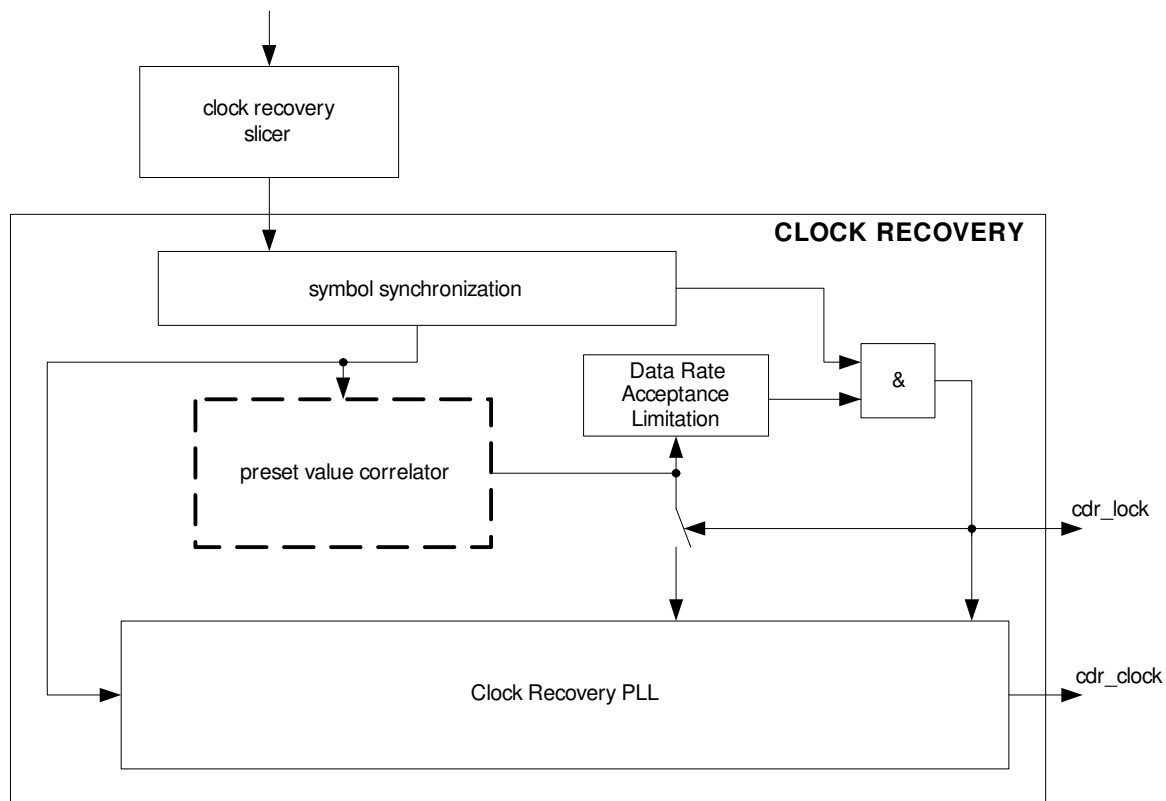 clock recovery
slicer
CLOCK RECOVERY
symbol synchronization
Data Rate
Acceptance
Limitation
&
preset value correlator
cdr_lock
Clock Recovery PLL
cdr_clock